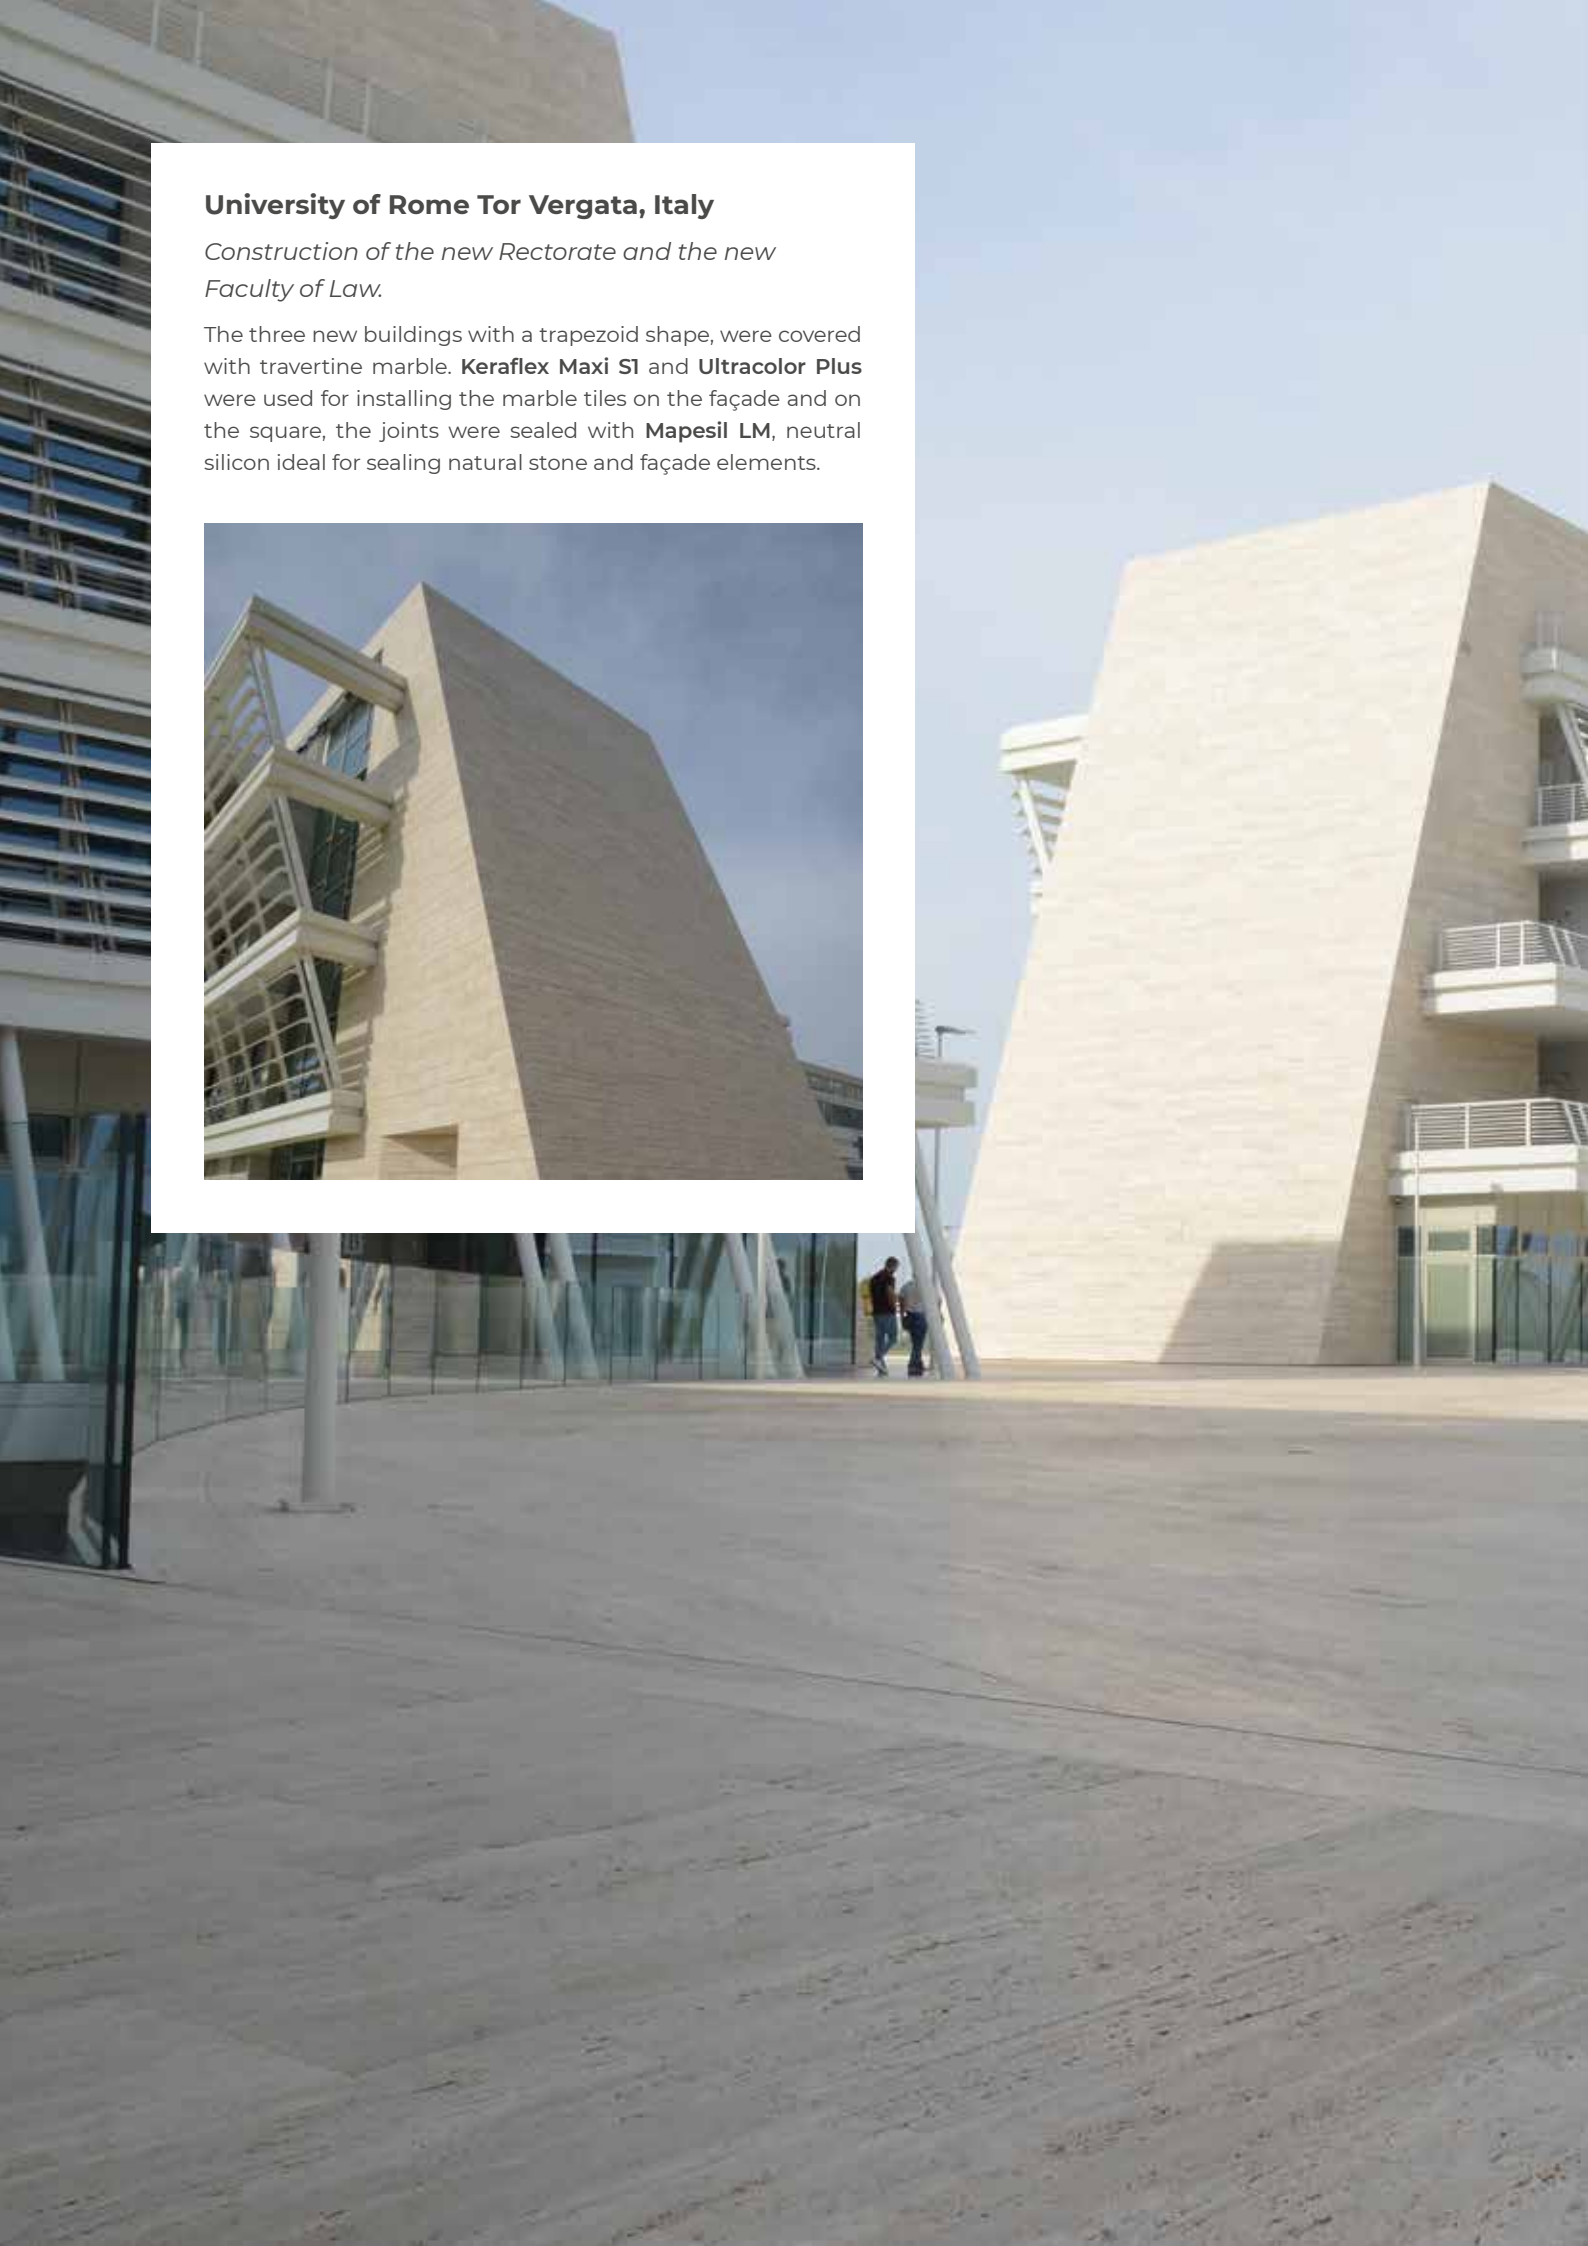 University of Rome Tor Vergata, Italy
Construction of the new Rectorate and the new
Faculty of Law.
The three new buildings with a trapezoid shape, were covered
with travertine marble. Keraflex Maxi S1 and Ultracolor Plus
were used for installing the marble tiles on the façade and on
the square, the joints were sealed with Mapesil LM, neutral
silicon ideal for sealing natural stone and façade elements.